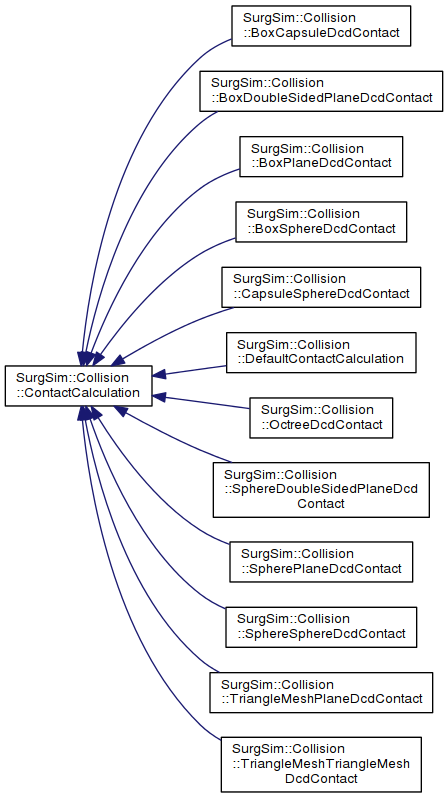 SurgSim::Collision
::BoxCapsuleDcdContact
SurgSim::Collision
::BoxDoubleSidedPlaneDcdContact
SurgSim::Collision
::BoxPlaneDcdContact
SurgSim::Collision
::BoxSphereDcdContact
SurgSim::Collision
::CapsuleSphereDcdContact
SurgSim::Collision
::DefaultContactCalculation
SurgSim::Collision
::ContactCalculation
SurgSim::Collision
::OctreeDcdContact
SurgSim::Collision
::SphereDoubleSidedPlaneDcd
Contact
SurgSim::Collision
::SpherePlaneDcdContact
SurgSim::Collision
::SphereSphereDcdContact
SurgSim::Collision
::TriangleMeshPlaneDcdContact
SurgSim::Collision
::TriangleMeshTriangleMesh
DcdContact